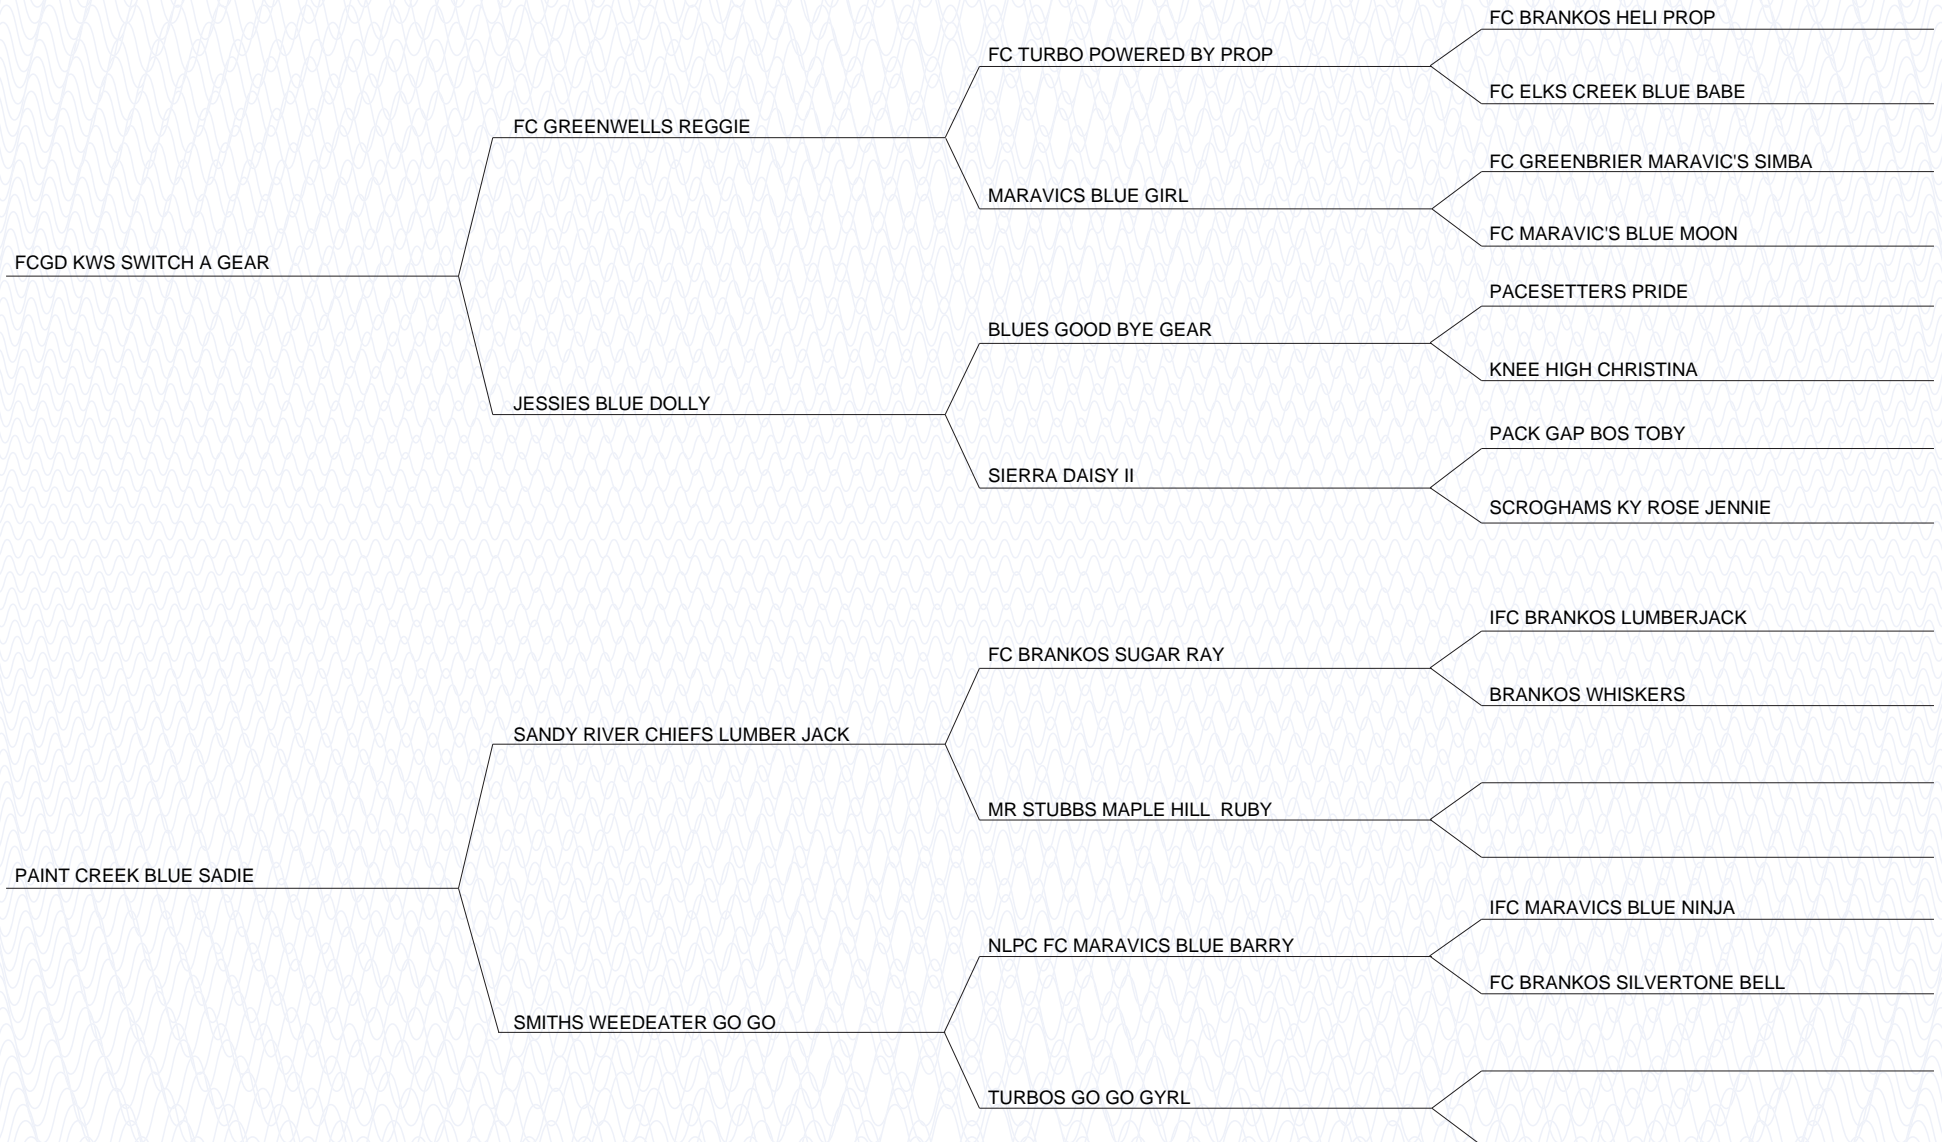 FC BRANKOS HELI PROP
FC TURBO POWERED BY PROP
FC ELKS CREEK BLUE BABE
FC GREENWELLS REGGIE
FC GREENBRIER MARAVIC'S SIMBA
MARAVICS BLUE GIRL
FC MARAVIC'S BLUE MOON
FCGD KWS SWITCH A GEAR
PACESETTERS PRIDE
BLUES GOOD BYE GEAR
KNEE HIGH CHRISTINA
JESSIES BLUE DOLLY
PACK GAP BOS TOBY
SIERRA DAISY II
SCROGHAMS KY ROSE JENNIE
IFC BRANKOS LUMBERJACK
FC BRANKOS SUGAR RAY
BRANKOS WHISKERS
SANDY RIVER CHIEFS LUMBER JACK
MR STUBBS MAPLE HILL  RUBY
PAINT CREEK BLUE SADIE
IFC MARAVICS BLUE NINJA
NLPC FC MARAVICS BLUE BARRY
FC BRANKOS SILVERTONE BELL
SMITHS WEEDEATER GO GO
TURBOS GO GO GYRL